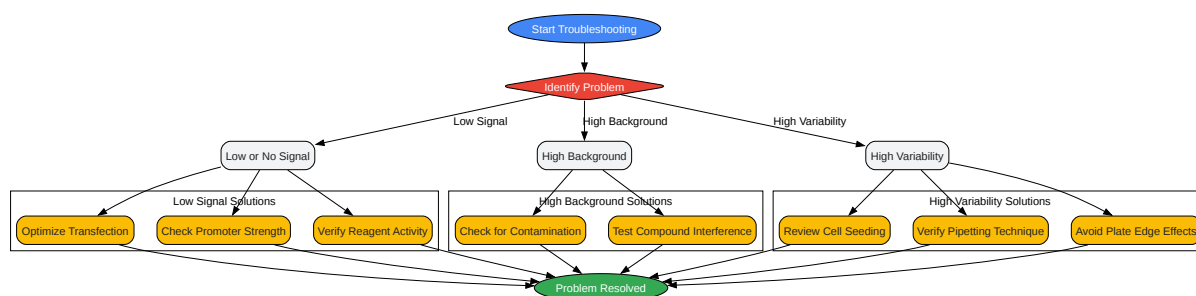 Start Troubleshooting
Identify Problem
Low Signal
High Background
High Variability
Low or No Signal
High Background
High Variability
Low Signal Solutions
High Background Solutions
High Variability Solutions
Optimize Transfection
Check Promoter Strength
Verify Reagent Activity
Check for Contamination
Test Compound Interference
Review Cell Seeding
Verify Pipetting Technique
Avoid Plate Edge Effects
Problem Resolved